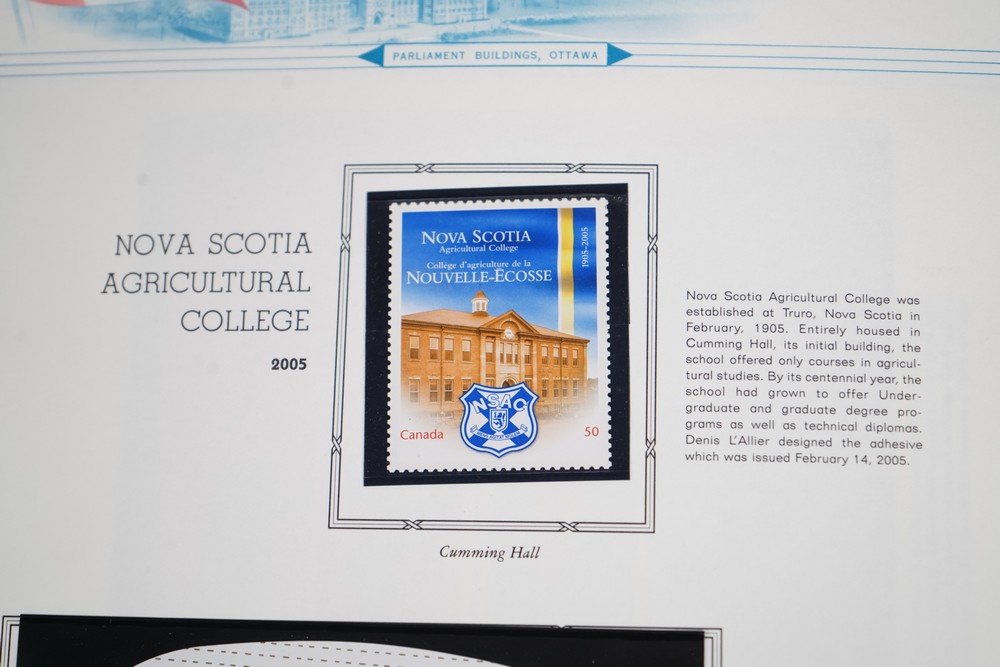 PARLIAMENT BUILDINGS, OTTAWA
NOVA SCOTIA
AGRICULTURAL
COLLEGE
2005
NOVA SCOTIA
Agricultural College
Collège d'agriculture de la
NOUVELLE-ÉCOSSE
1905-2005
NSAC
Canada
50
Cumming Hall
Nova Scotia Agricultural College was
established at Truro, Nova Scotia in
February, 1905. Entirely housed in
Cumming Hall, its initial building, the
school offered only courses in agricul-
tural studies. By its centennial year, the
school had grown to offer Under-
graduate and graduate degree pro-
grams as well as technical diplomas.
Denis L'Allier designed the adhesive
which was issued February 14, 2005.